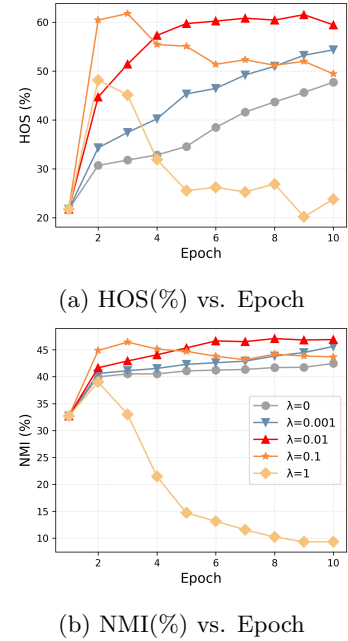 HOS (%)
60
50
40
30
20
2 4 6 8 10
Epoch
(a) HOS(%) vs. Epoch
NMI (%)
45
40
35
30
25
20
15
10
λ=0
λ=0.001
λ=0.01
λ=0.1
λ=1
2 4 6 8 10
Epoch
(b) NMI(%) vs. Epoch